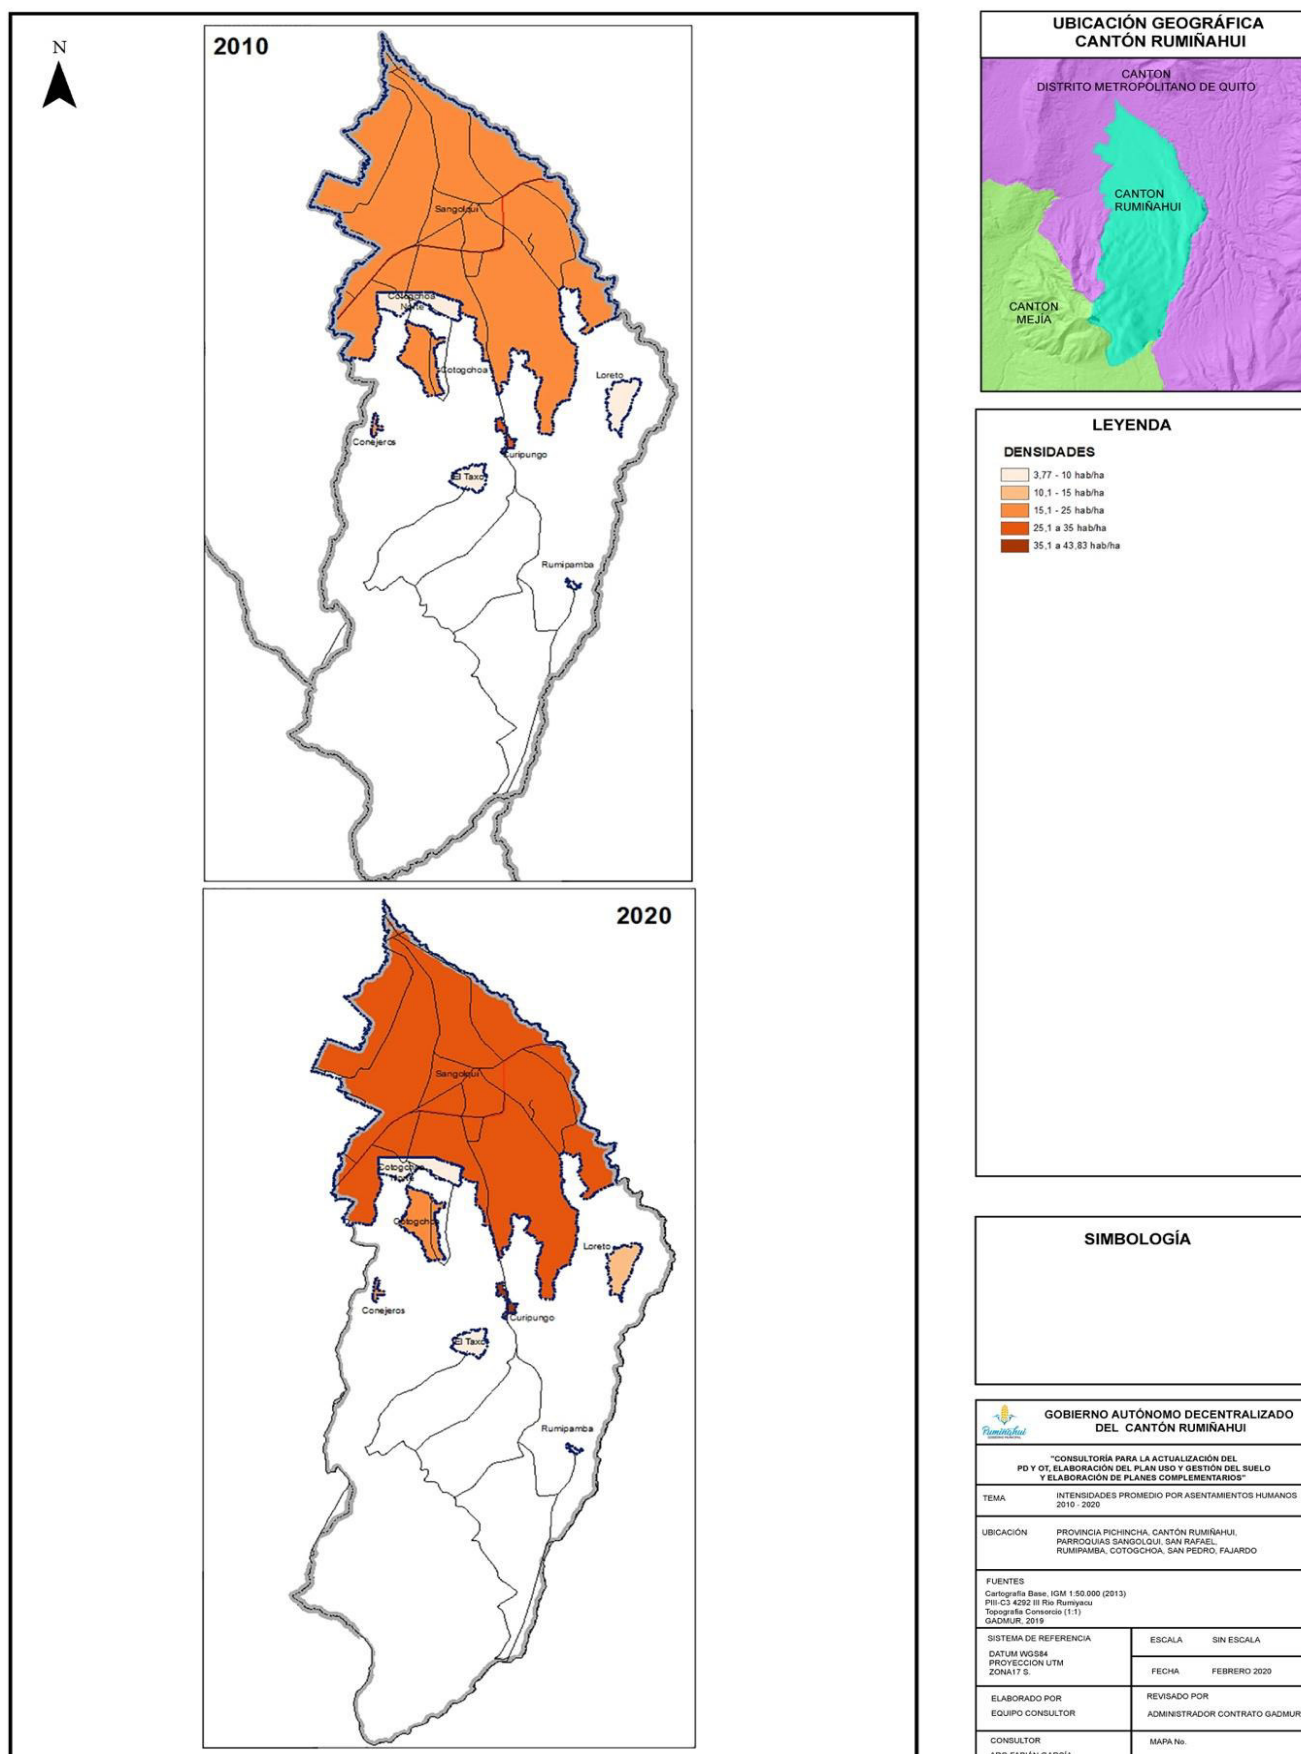 N
2010
Sangolqui
Cotogchoa
Norte
Cotogchoa
Loreto
Conejeros
Curipungo
El Taxo
Rumipamba
2020
Sangolqui
Cotogchoa
Norte
Cotogchoa
Loreto
Conejeros
Curipungo
El Taxo
Rumipamba
UBICACIÓN GEOGRÁFICA
CANTÓN RUMIÑAHUI
CANTON
DISTRITO METROPOLITANO DE QUITO
CANTON
RUMIÑAHUI
CANTON
MEJÍA
LEYENDA
DENSIDADES
3,77 - 10 hab/ha
10,1 - 15 hab/ha
15,1 - 25 hab/ha
25,1 a 35 hab/ha
35,1 a 43,83 hab/ha
SIMBOLOGÍA
Rumiñahui
GOBIERNO AUTÓNOMO DECENTRALIZADO
DEL CANTÓN RUMIÑAHUI
"CONSULTORÍA PARA LA ACTUALIZACIÓN DEL
PD Y OT, ELABORACIÓN DEL PLAN USO Y GESTIÓN DEL SUELO
Y ELABORACIÓN DE PLANES COMPLEMENTARIOS"
TEMA INTENSIDADES PROMEDIO POR ASENTAMIENTOS HUMANOS
2010 - 2020
UBICACIÓN PROVINCIA PICHINCHA, CANTÓN RUMIÑAHUI,
PARROQUIAS SANGOLQUI, SAN RAFAEL,
RUMIPAMBA, COTOGCHOA, SAN PEDRO, FAJARDO
FUENTES
Cartografía Base, IGM 1:50.000 (2013)
PIII-C3 4292 III Rio Rumiyacu
Topografía Consorcio (1:1)
GADMUR, 2019
SISTEMA DE REFERENCIA
DATUM WGS84
PROYECCION UTM
ZONA17 S.
ESCALA SIN ESCALA
FECHA FEBRERO 2020
ELABORADO POR
EQUIPO CONSULTOR
REVISADO POR
ADMINISTRADOR CONTRATO GADMUR
CONSULTOR
MAPA No.